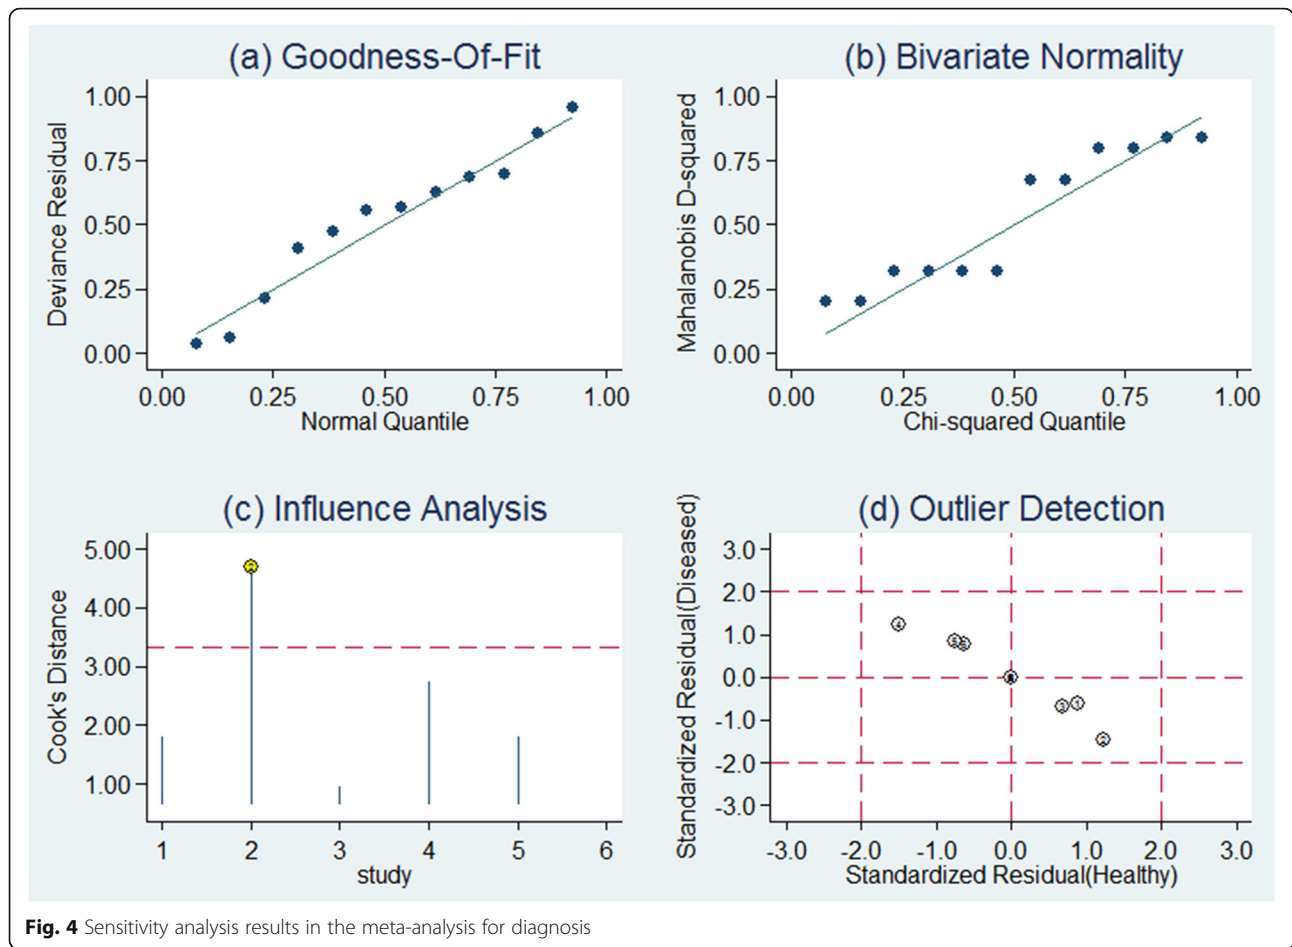 (a) Goodness-Of-Fit
1.00
0.75
0.50
0.25
0.00
Deviance Residual
0.00 0.25 0.50 0.75 1.00
Normal Quantile
(b) Bivariate Normality
1.00
0.75
0.50
0.25
0.00
Mahalanobis D-squared
0.00 0.25 0.50 0.75 1.00
Chi-squared Quantile
(c) Influence Analysis
5.00
4.00
3.00
2.00
1.00
Cook's Distance
2
1 2 3 4 5 6
study
(d) Outlier Detection
3.0
2.0
1.0
0.0
-1.0
-2.0
-3.0
Standardized Residual(Diseased)
4
5
3
1
2
-3.0 -2.0 -1.0 0.0 1.0 2.0 3.0
Standardized Residual(Healthy)
Fig. 4 Sensitivity analysis results in the meta-analysis for diagnosis